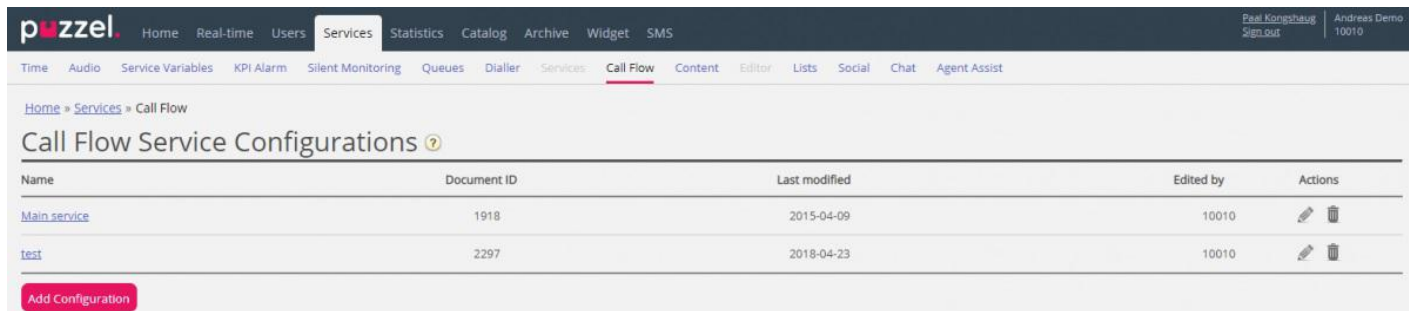 puzzel. Home Real-time Users Services Statistics Catalog Archive Widget SMS Paal Kongshaug Andreas Demo
Sign out 10010
Time Audio Service Variables KPI Alarm Silent Monitoring Queues Dialler Services Call Flow Content Editor Lists Social Chat Agent Assist
Home » Services » Call Flow
Call Flow Service Configurations ?
Name Document ID Last modified Edited by Actions
Main service 1918 2015-04-09 10010
test 2297 2018-04-23 10010
Add Configuration